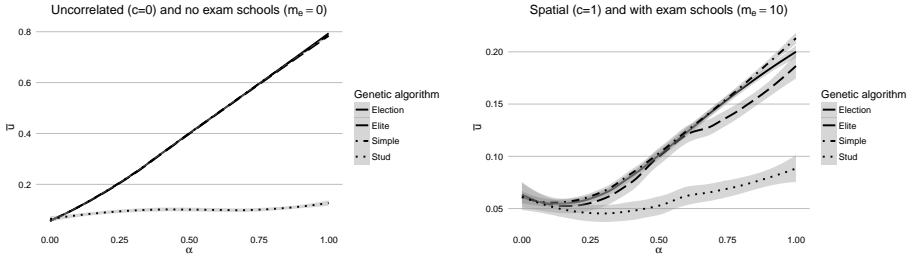 Uncorrelated (c=0) and no exam schools (mₑ = 0)
0.8
0.6
0.4
0.2
u̅
0.00 0.25 0.50 0.75 1.00
α
Genetic algorithm
Election
Elite
Simple
Stud
Spatial (c=1) and with exam schools (mₑ = 10)
0.20
0.15
0.10
0.05
u̅
0.00 0.25 0.50 0.75 1.00
α
Genetic algorithm
Election
Elite
Simple
Stud